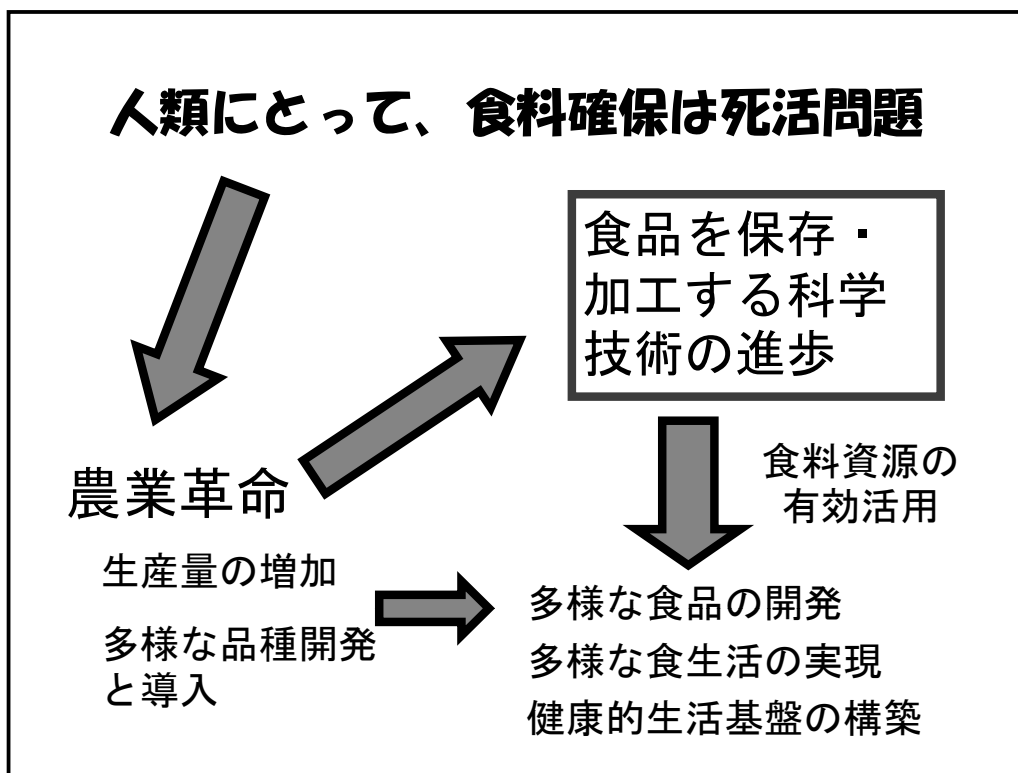 人類にとって、食料確保は死活問題
食品を保存・
加工する科学
技術の進歩
農業革命
食料資源の
有効活用
生産量の増加
多様な品種開発
と導入
多様な食品の開発
多様な食生活の実現
健康的生活基盤の構築